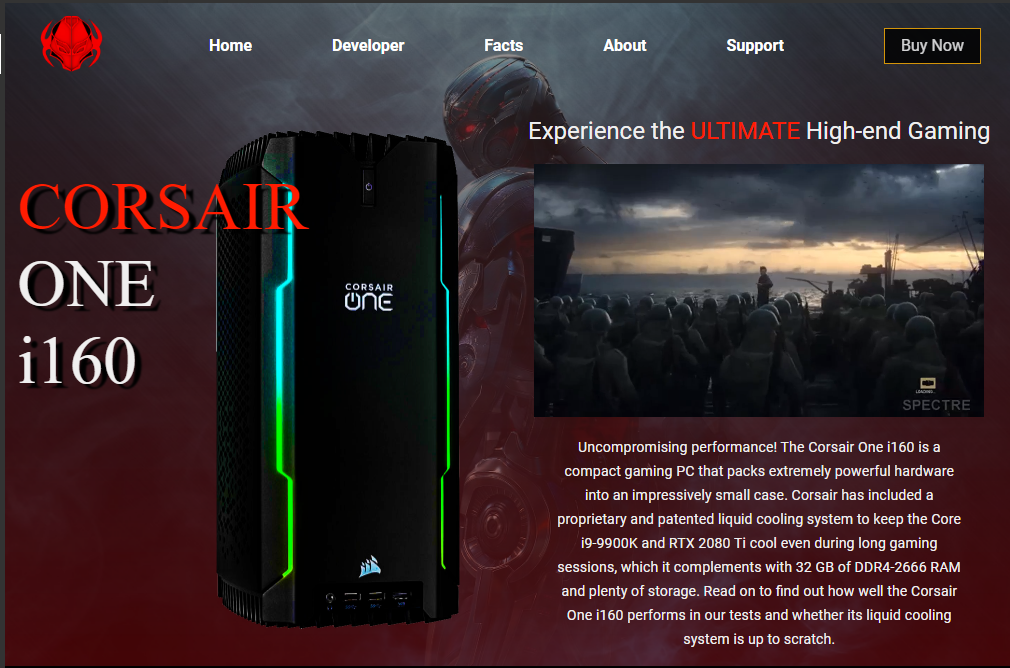 Home Developer Facts About Support Buy Now
Experience the ULTIMATE High-end Gaming
CORSAIR
ONE
i160
CORSAIR
ONE
LOADING...
SPECTRE
Uncompromising performance! The Corsair One i160 is a
compact gaming PC that packs extremely powerful hardware
into an impressively small case. Corsair has included a
proprietary and patented liquid cooling system to keep the Core
i9-9900K and RTX 2080 Ti cool even during long gaming
sessions, which it complements with 32 GB of DDR4-2666 RAM
and plenty of storage. Read on to find out how well the Corsair
One i160 performs in our tests and whether its liquid cooling
system is up to scratch.